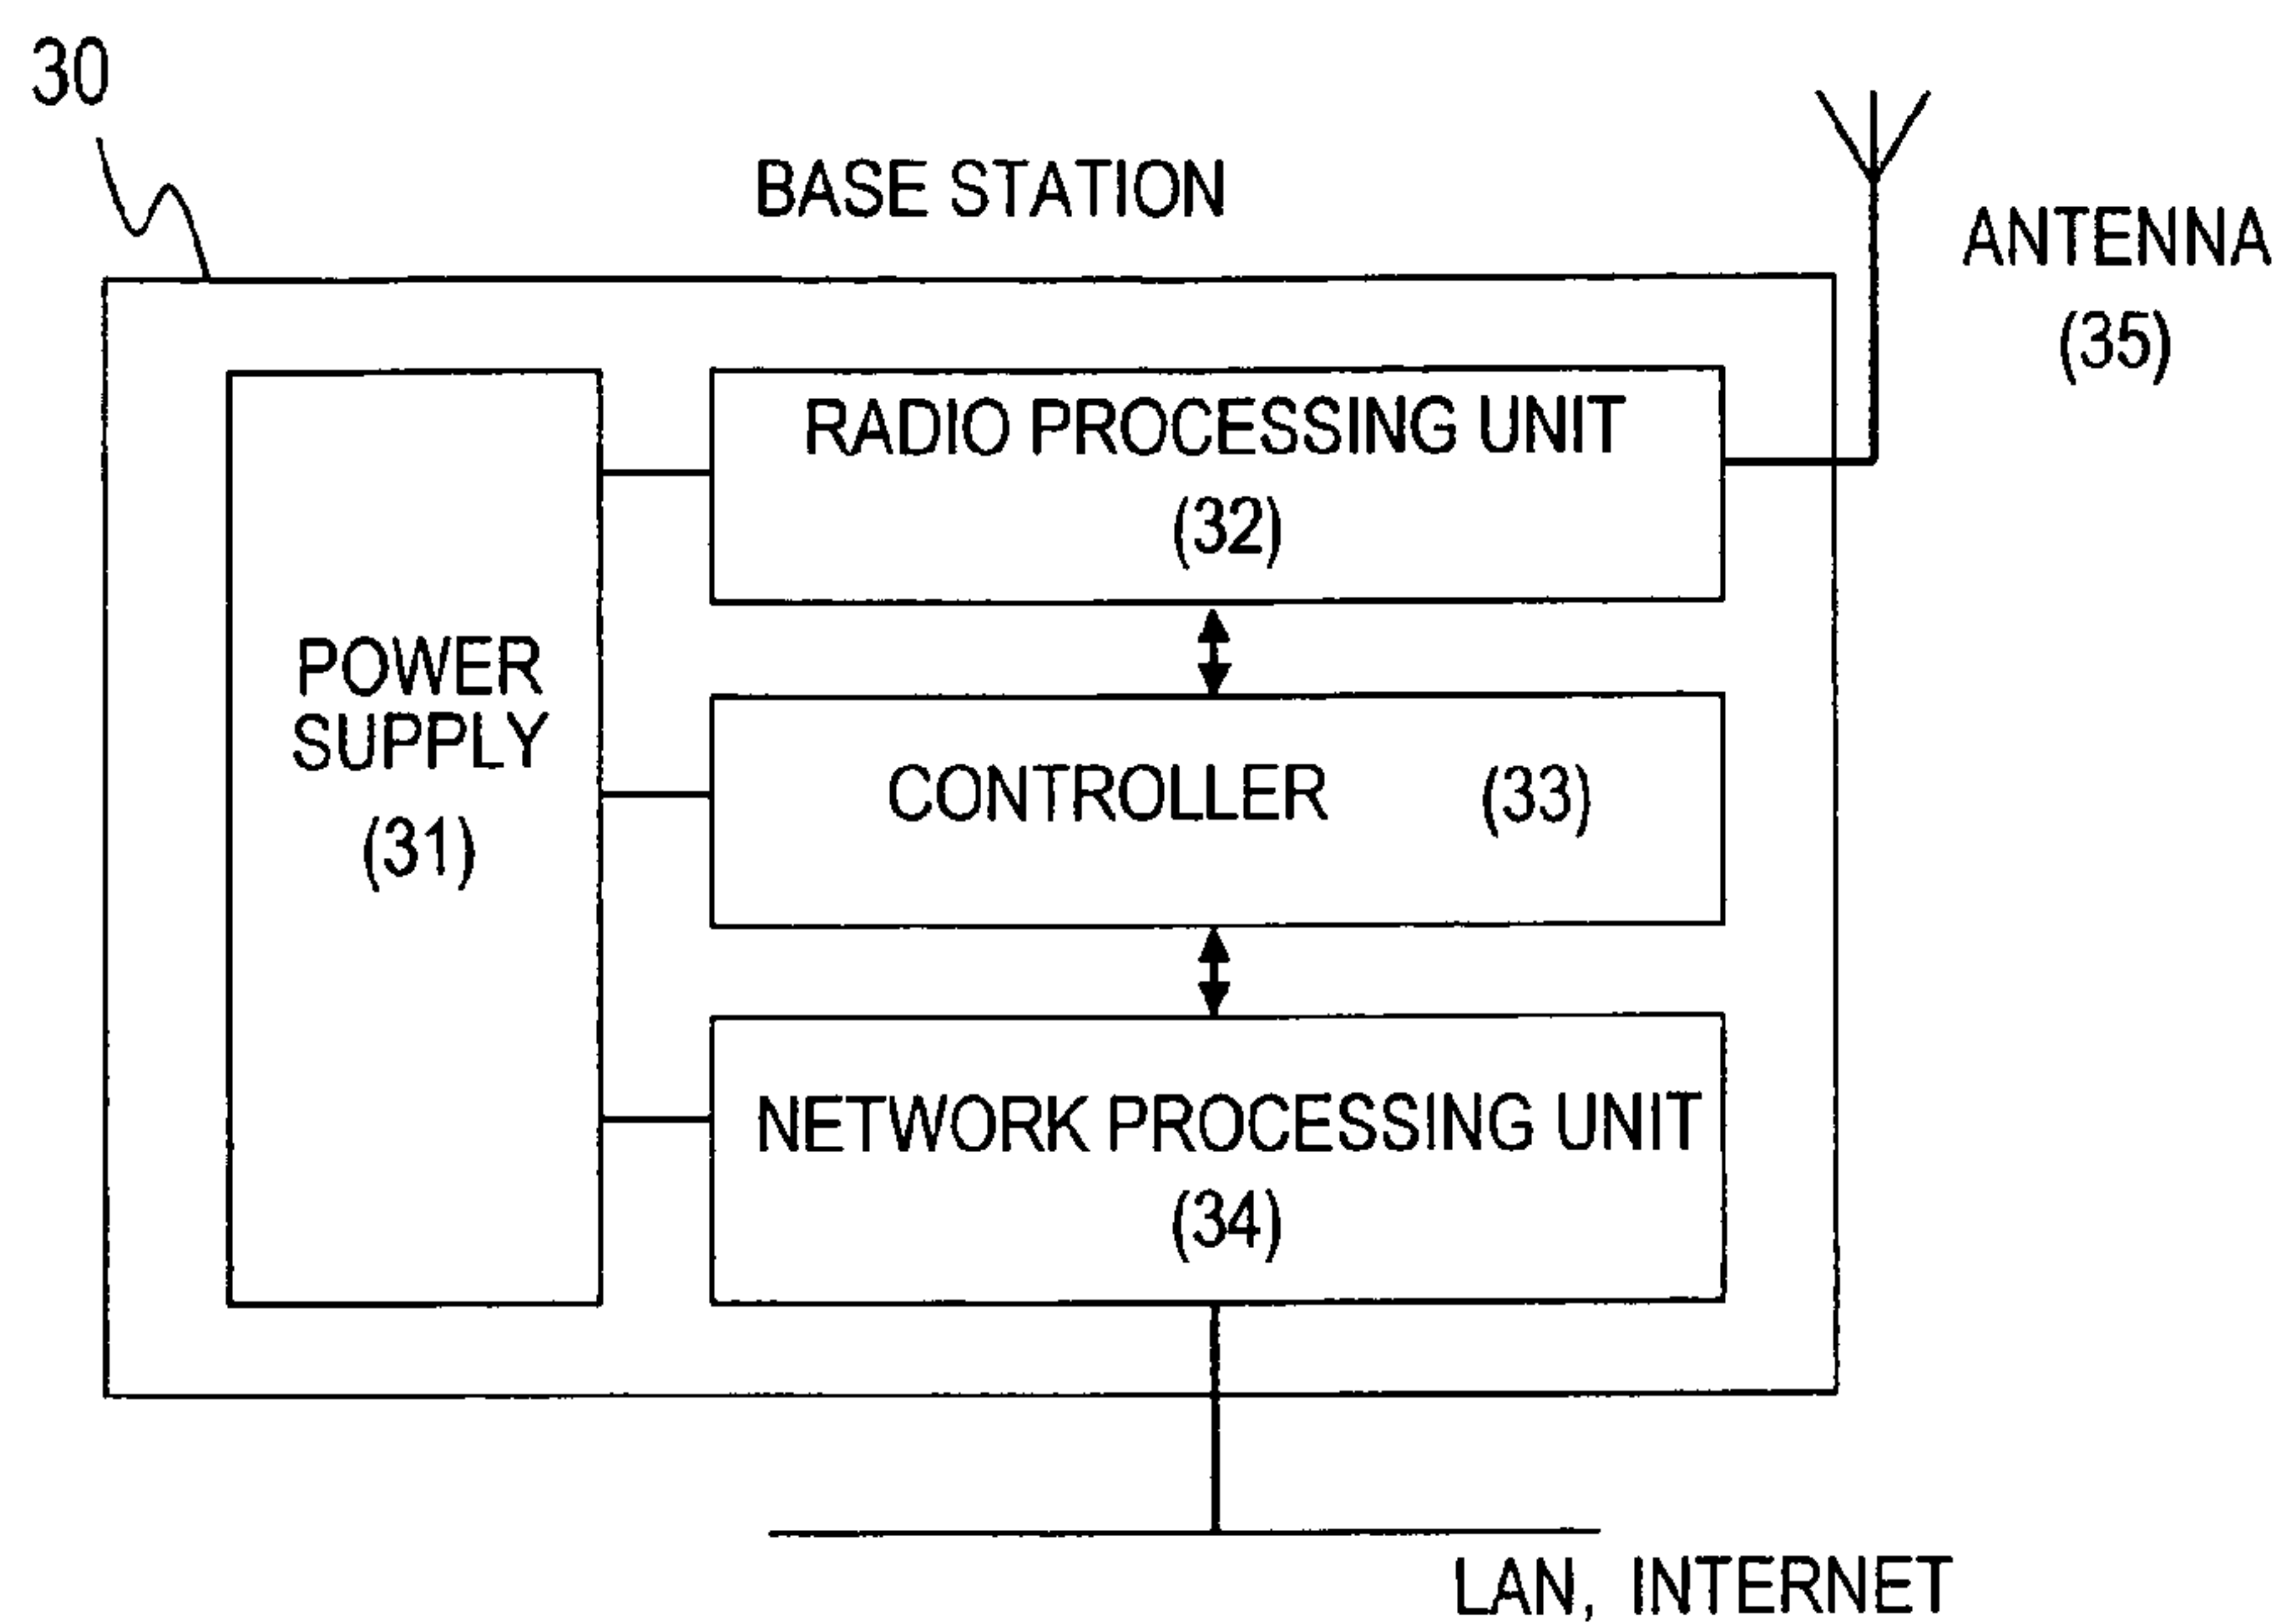 30
BASE STATION
ANTENNA
(35)
RADIO PROCESSING UNIT
(32)
POWER
SUPPLY
(31)
CONTROLLER (33)
NETWORK PROCESSING UNIT
(34)
LAN, INTERNET